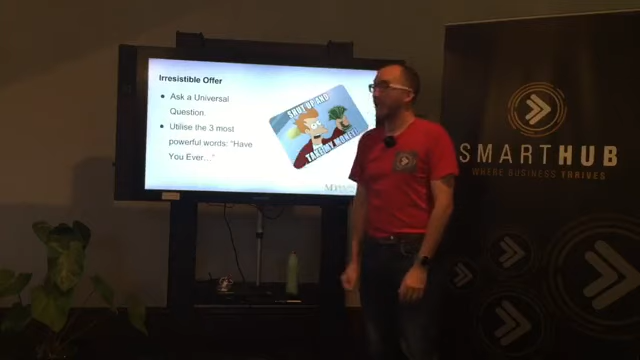 Irresistible Offer
● Ask a Universal
Question.
● Utilise the 3 most
powerful words: "Have
You Ever…"
SHUT UP AND
TAKE MY MONEY!
SMARTHUB
WHERE BUSINESS THRIVES
SMARTHUB